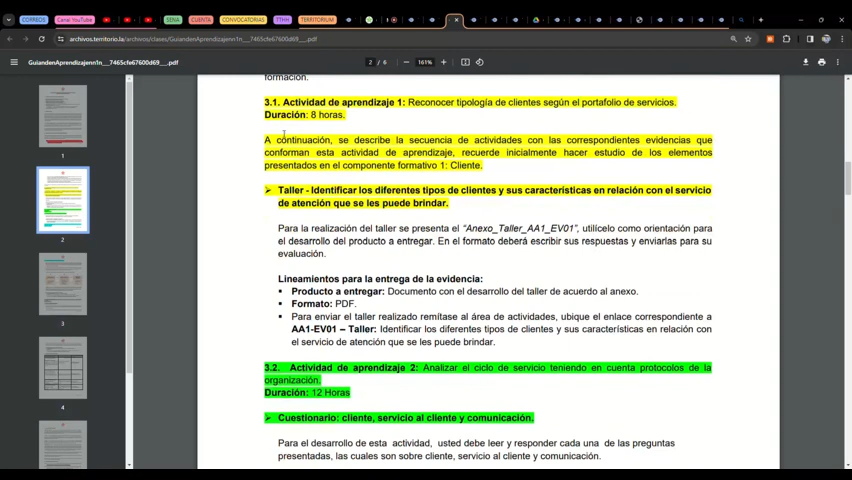 CORREOS
Canal YouTube
SENA
CUENTA
CONVOCATORIAS
TTHH
TERRITORIUM
archivos.territorio.la/archivos/clases/GuiandenAprendizajenn1n___7465cfe67600d69__.pdf
GuiandenAprendizajenn1n___7465cfe67600d69__.pdf
2 / 6
161%
formación.
3.1. Actividad de aprendizaje 1: Reconocer tipología de clientes según el portafolio de servicios.
Duración: 8 horas.
A continuación, se describe la secuencia de actividades con las correspondientes evidencias que
conforman esta actividad de aprendizaje, recuerde inicialmente hacer estudio de los elementos
presentados en el componente formativo 1: Cliente.
➢ Taller - Identificar los diferentes tipos de clientes y sus características en relación con el servicio
de atención que se les puede brindar.
Para la realización del taller se presenta el “Anexo_Taller_AA1_EV01”, utilícelo como orientación para
el desarrollo del producto a entregar. En el formato deberá escribir sus respuestas y enviarlas para su
evaluación.
Lineamientos para la entrega de la evidencia:
▪ Producto a entregar: Documento con el desarrollo del taller de acuerdo al anexo.
▪ Formato: PDF.
▪ Para enviar el taller realizado remítase al área de actividades, ubique el enlace correspondiente a
AA1-EV01 – Taller: Identificar los diferentes tipos de clientes y sus características en relación con
el servicio de atención que se les puede brindar.
3.2. Actividad de aprendizaje 2: Analizar el ciclo de servicio teniendo en cuenta protocolos de la
organización.
Duración: 12 Horas
➢ Cuestionario: cliente, servicio al cliente y comunicación.
Para el desarrollo de esta actividad, usted debe leer y responder cada una de las preguntas
presentadas, las cuales son sobre cliente, servicio al cliente y comunicación.
1
2
3
4